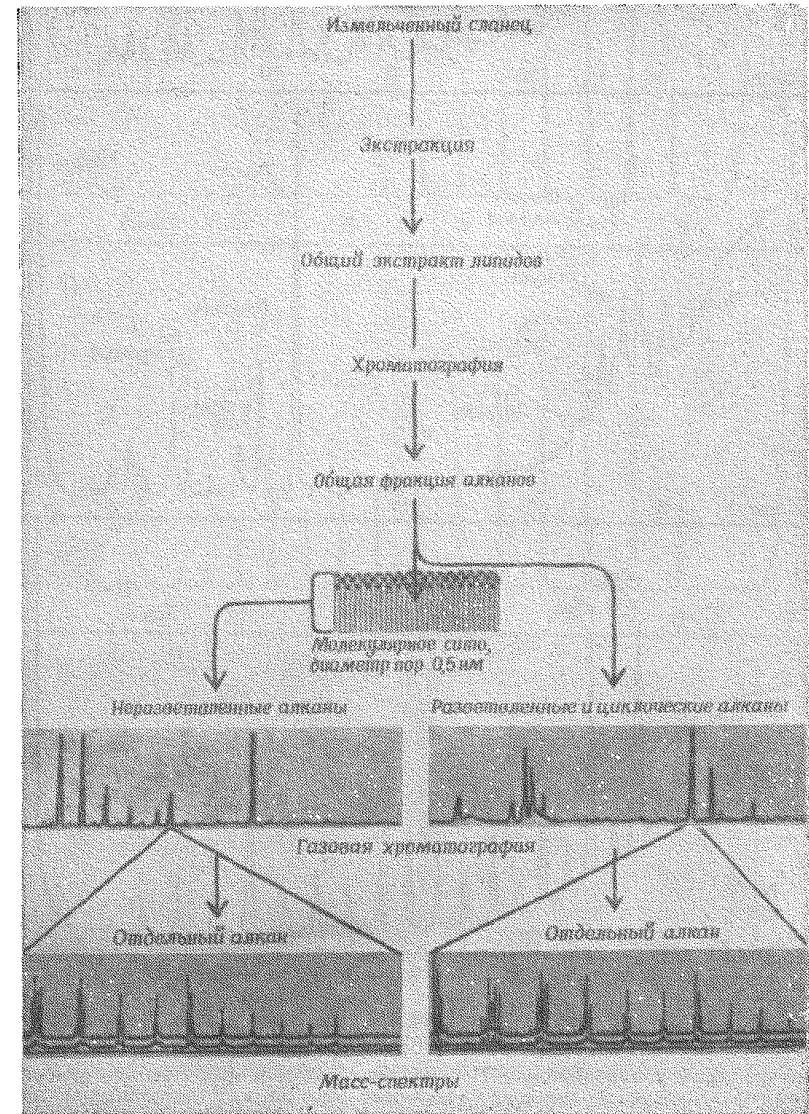 Измельченный сланец
Экстракция
Общий экстракт липидов
Хроматография
Общая фракция алканов
Молекулярное сито,
диаметр пор 0,5 нм
Неразветвленные алканы
Разветвленные и циклические алканы
Газовая хроматография
Отдельный алкан
Отдельный алкан
Масс-спектры